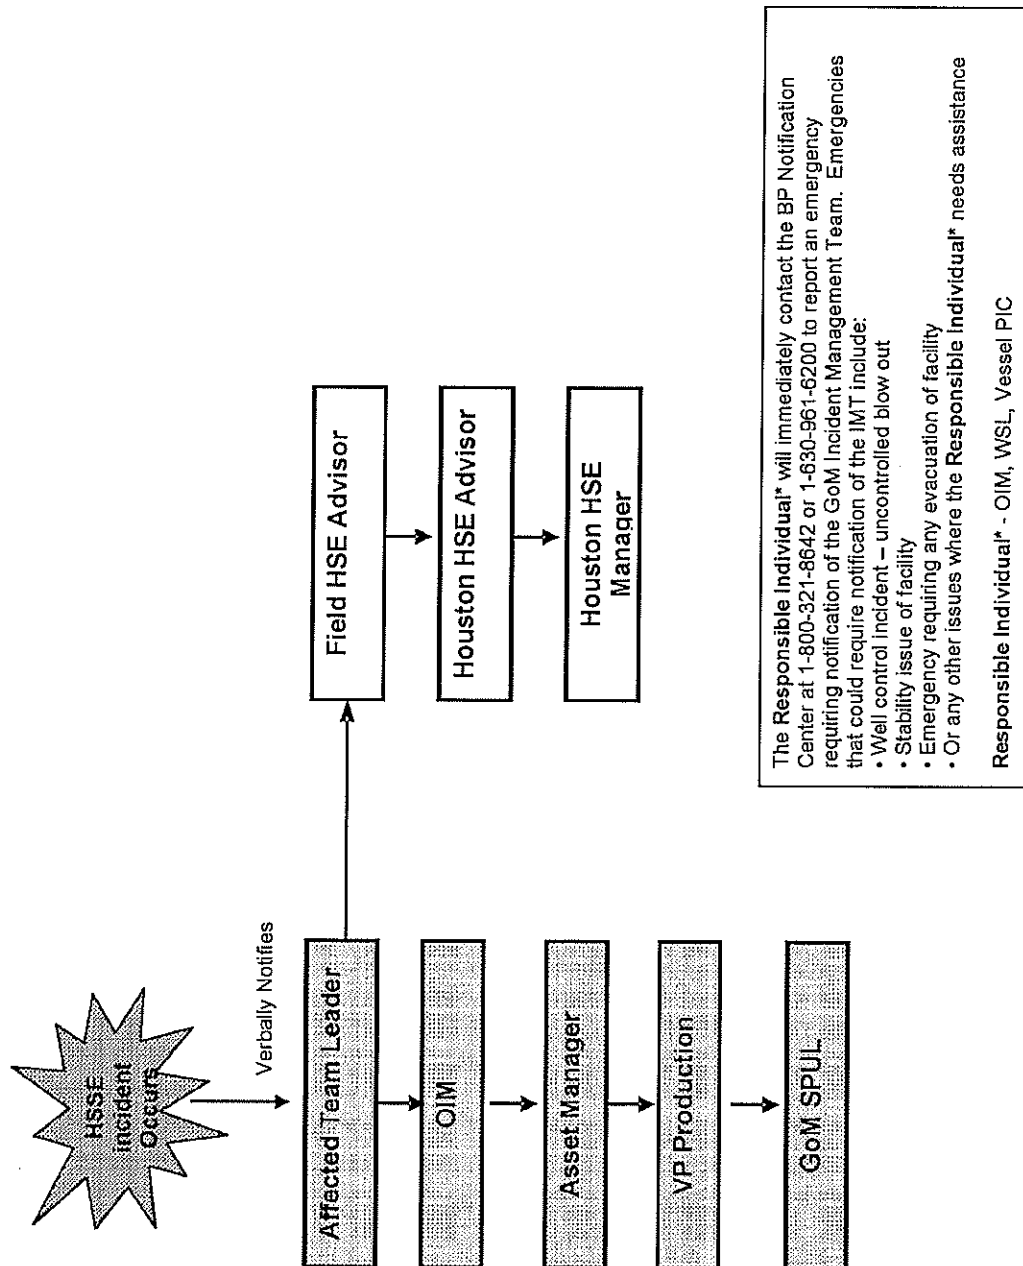 HSSE
incident
Occurs
Verbally Notifies
Affected Team Leader
OIM
Asset Manager
VP Production
GoM SPUL
Field HSE Advisor
Houston HSE Advisor
Houston HSE
Manager
The Responsible Individual* will immediately contact the BP Notification
Center at 1-800-321-8642 or 1-630-961-6200 to report an emergency
requiring notification of the GoM Incident Management Team. Emergencies
that could require notification of the IMT include:
• Well control incident – uncontrolled blow out
• Stability issue of facility
• Emergency requiring any evacuation of facility
• Or any other issues where the Responsible Individual* needs assistance
Responsible Individual* - OIM, WSL, Vessel PIC